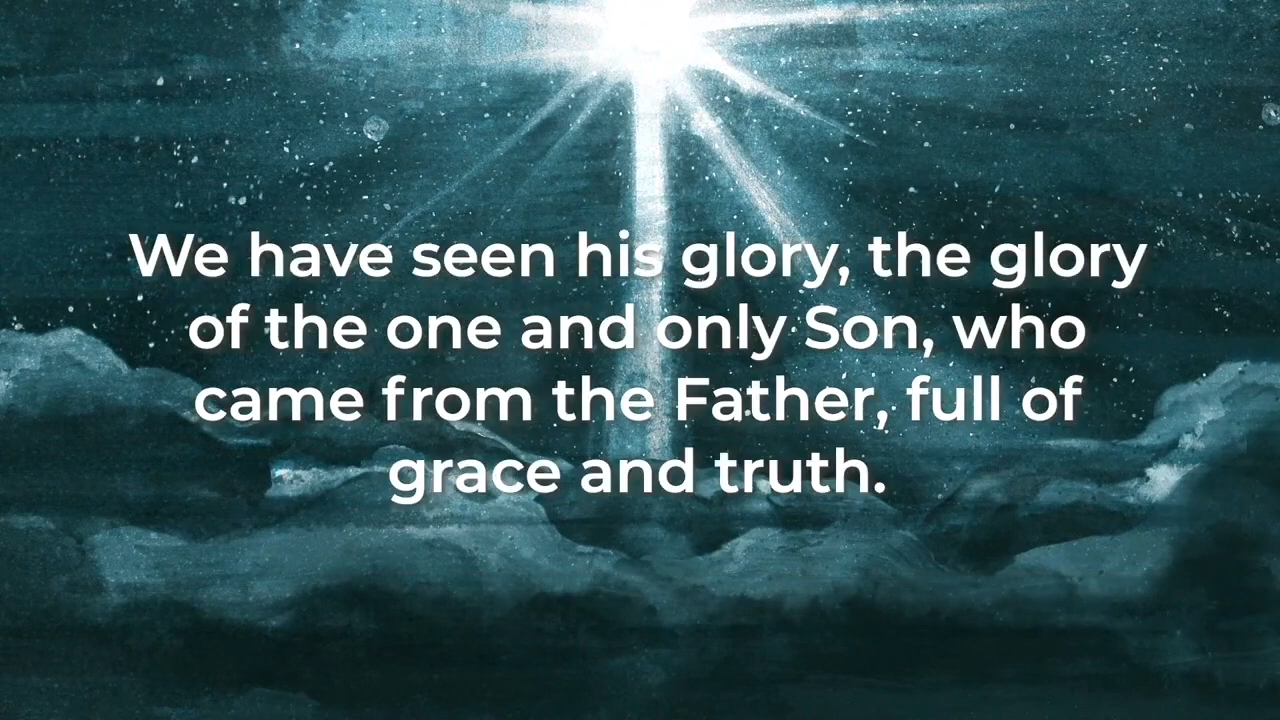 We have seen his glory, the glory
of the one and only Son, who
came from the Father, full of
grace and truth.